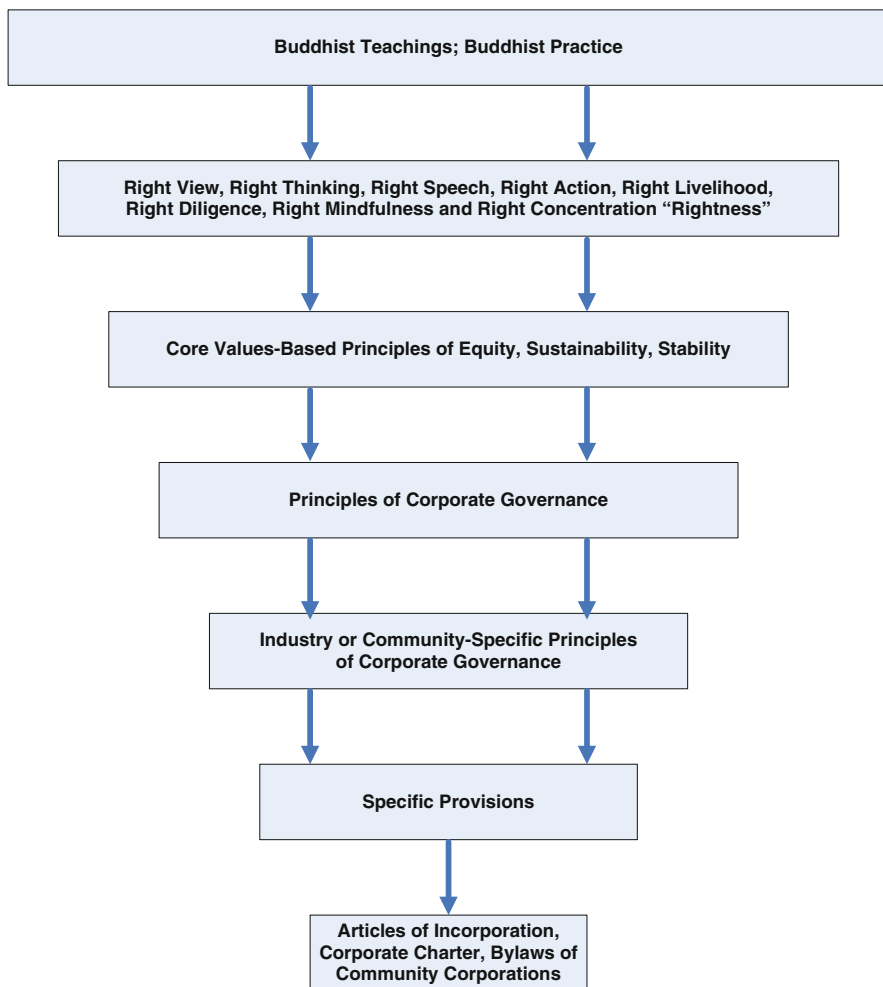 Buddhist Teachings; Buddhist Practice
Right View, Right Thinking, Right Speech, Right Action, Right Livelihood,
Right Diligence, Right Mindfulness and Right Concentration “Rightness”
Core Values-Based Principles of Equity, Sustainability, Stability
Principles of Corporate Governance
Industry or Community-Specific Principles
of Corporate Governance
Specific Provisions
Articles of Incorporation,
Corporate Charter, Bylaws of
Community Corporations